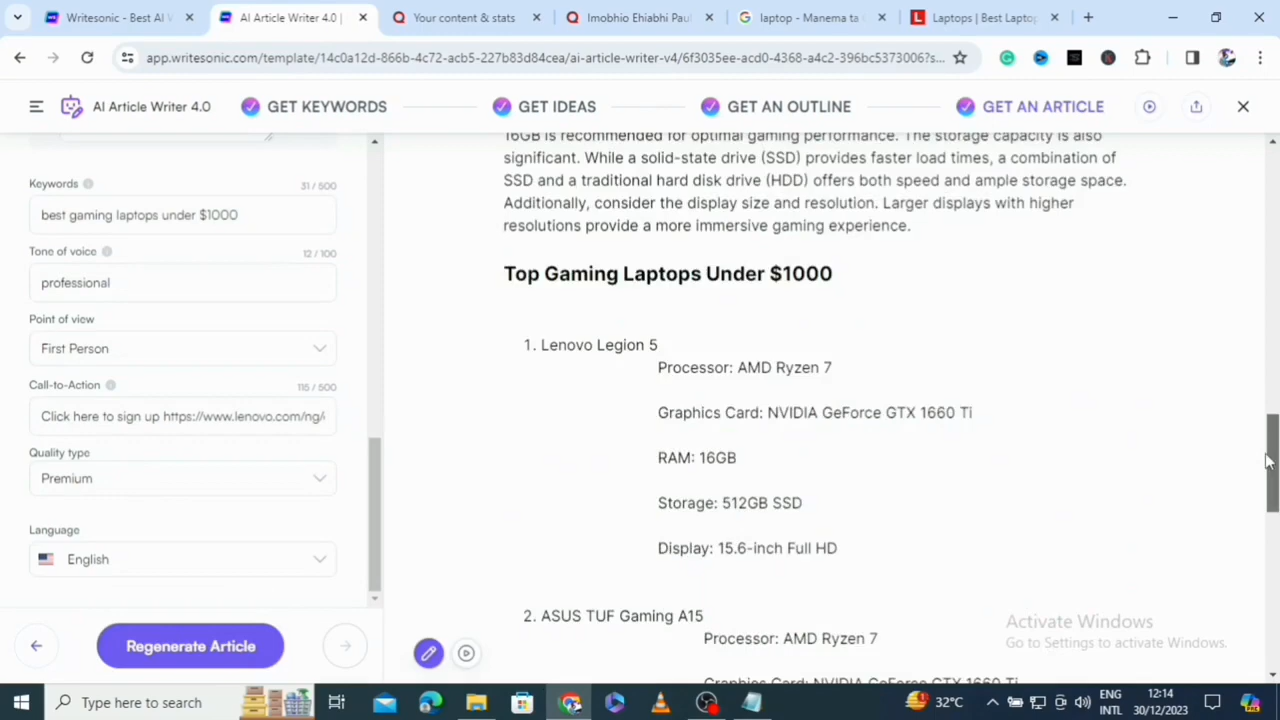 Writesonic - Best AI W
AI Article Writer 4.0 |
Your content & stats
Imobhio Ehiabhi Pau
laptop - Manema ta
Laptops | Best Laptop
app.writesonic.com/template/14c0a12d-866b-4c72-acb5-227b83d84cea/ai-article-writer-v4/6f3035ee-acd0-4368-a4c2-396bc5373006?s...
AI Article Writer 4.0
GET KEYWORDS
GET IDEAS
GET AN OUTLINE
GET AN ARTICLE
16GB is recommended for optimal gaming performance. The storage capacity is also
significant. While a solid-state drive (SSD) provides faster load times, a combination of
SSD and a traditional hard disk drive (HDD) offers both speed and ample storage space.
Additionally, consider the display size and resolution. Larger displays with higher
resolutions provide a more immersive gaming experience.
Top Gaming Laptops Under $1000
1. Lenovo Legion 5
Processor: AMD Ryzen 7
Graphics Card: NVIDIA GeForce GTX 1660 Ti
RAM: 16GB
Storage: 512GB SSD
Display: 15.6-inch Full HD
2. ASUS TUF Gaming A15
Processor: AMD Ryzen 7
Graphics Card: NVIDIA GeForce GTX 1660 Ti
Keywords
31 / 500
best gaming laptops under $1000
Tone of voice
12 / 100
professional
Point of view
First Person
Call-to-Action
115 / 500
Click here to sign up https://www.lenovo.com/ng/
Quality type
Premium
Language
English
Regenerate Article
Activate Windows
Go to Settings to activate Windows.
Type here to search
32°C
ENG
INTL
12:14
30/12/2023